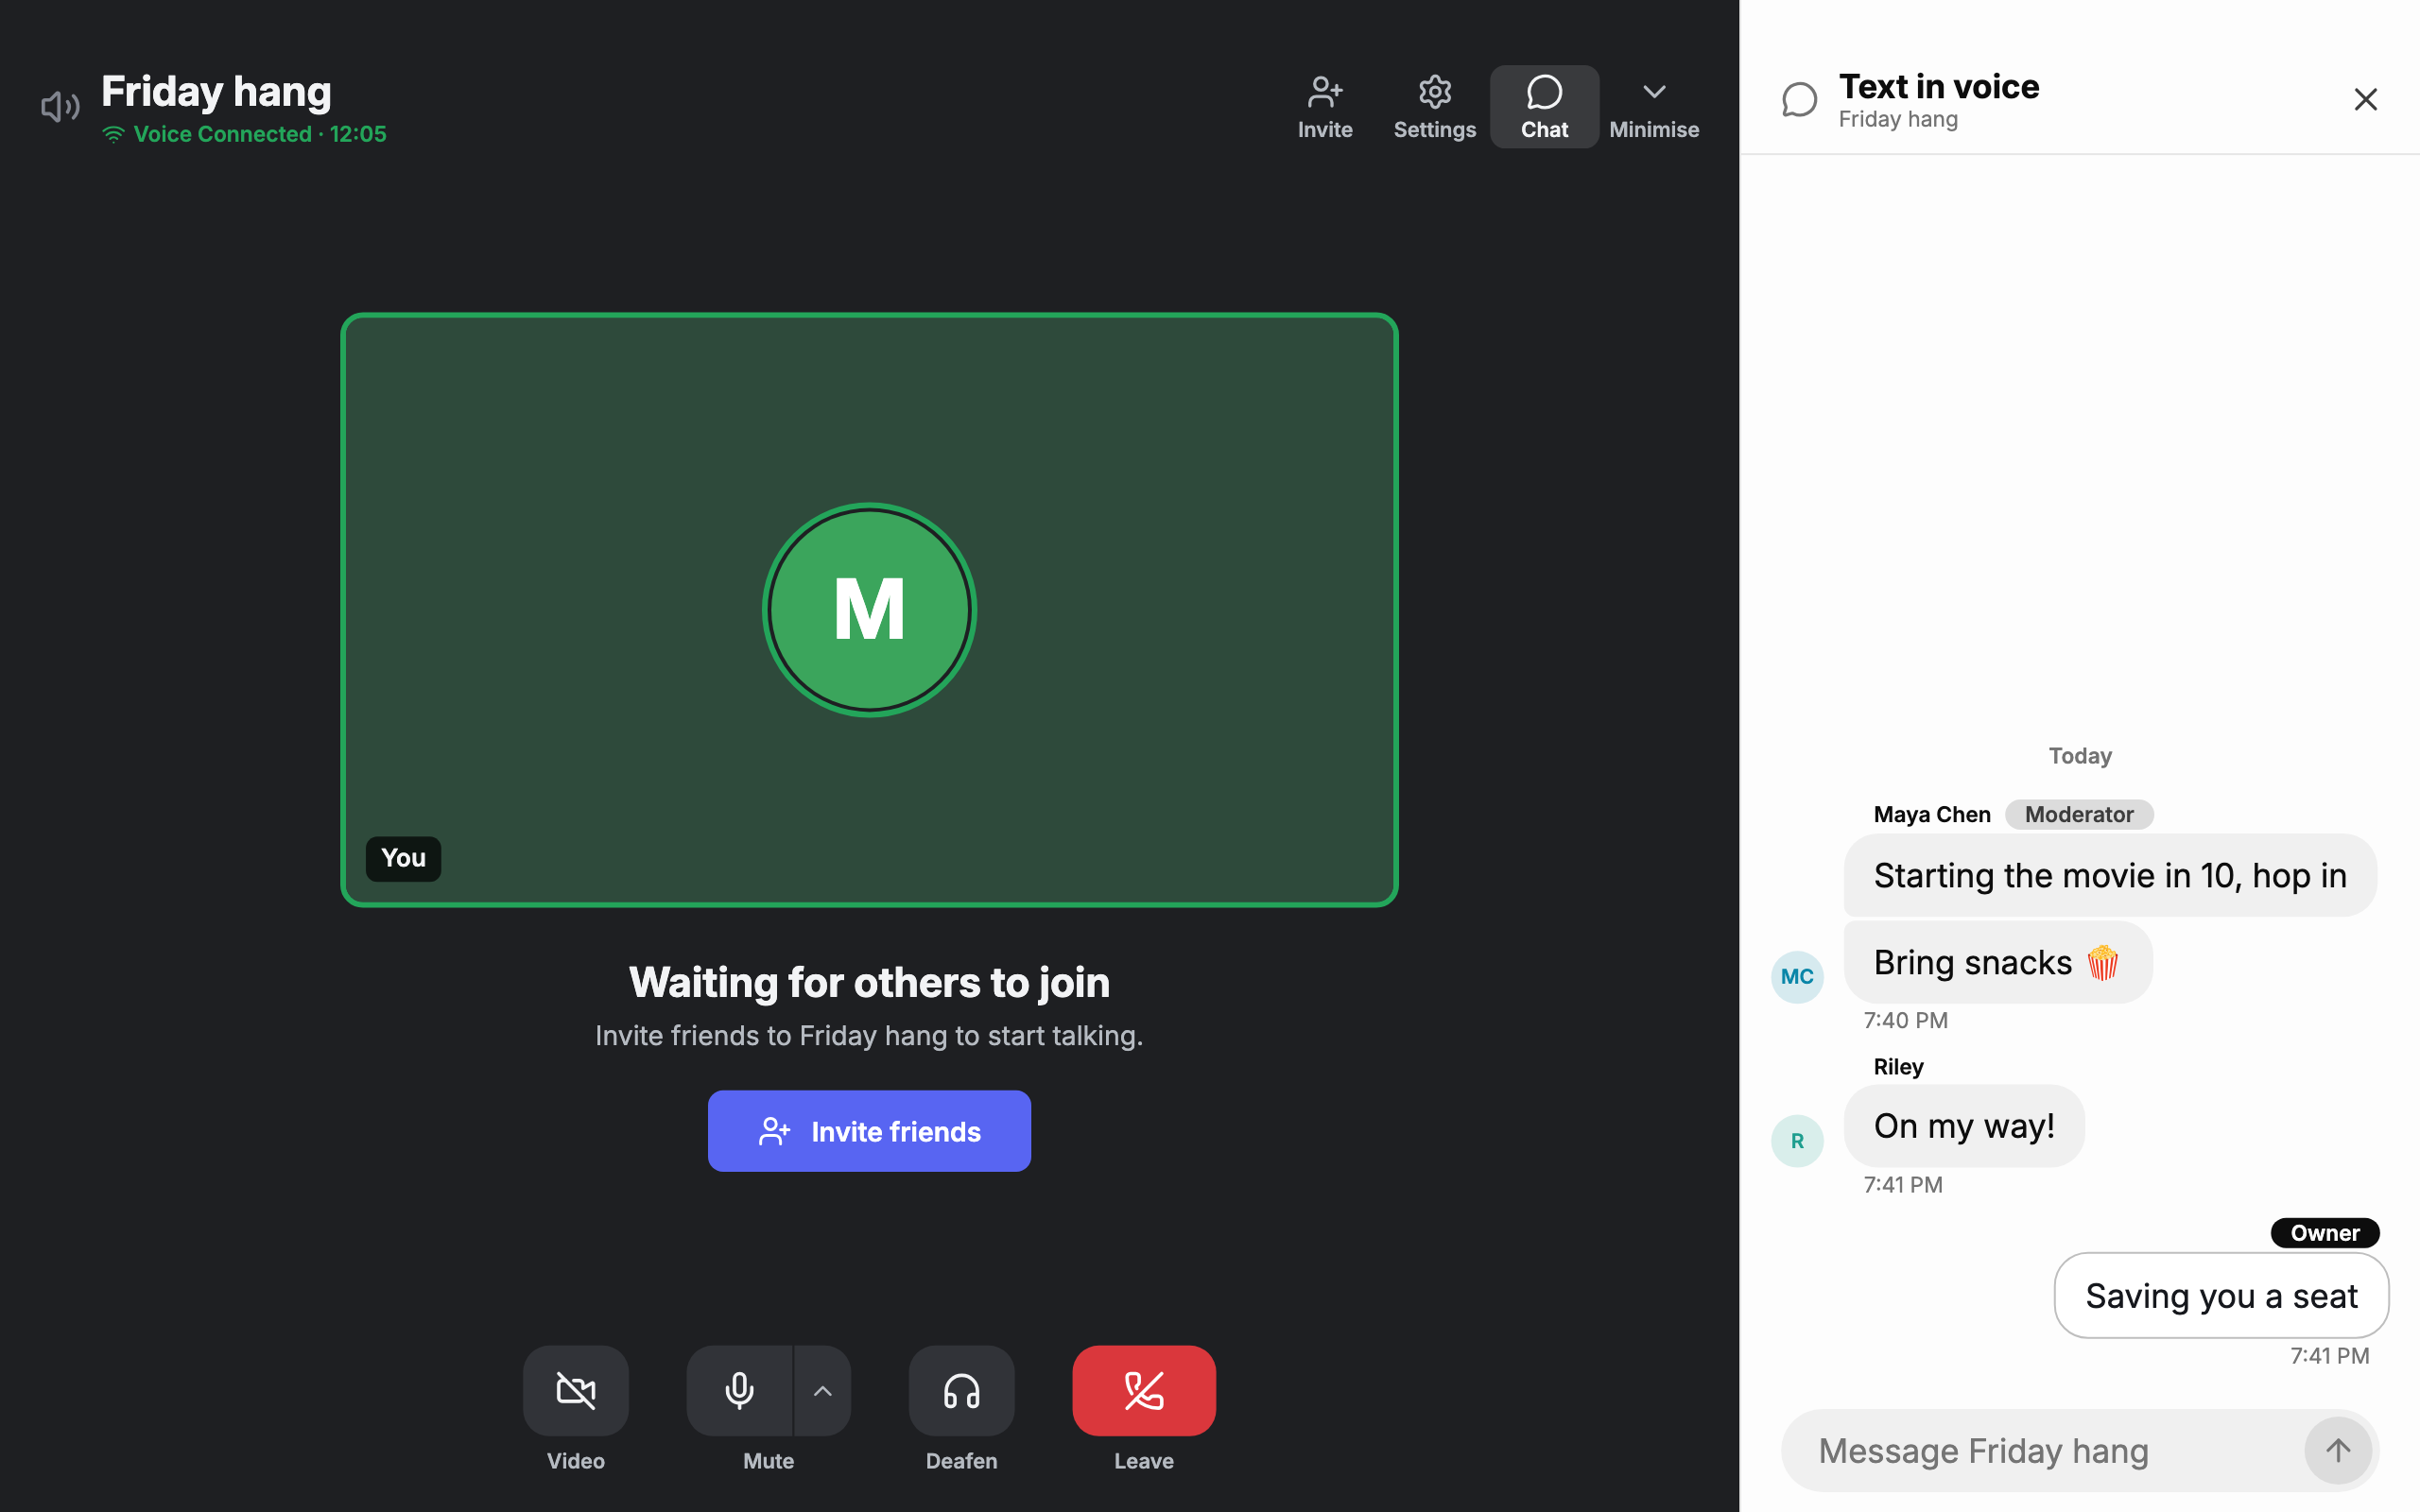 Friday hang
Voice Connected · 12:05
Invite
Settings
Chat
Minimise
M
You
Waiting for others to join
Invite friends to Friday hang to start talking.
Invite friends
Video
Mute
Deafen
Leave
Text in voice
Friday hang
Today
Maya Chen Moderator
Starting the movie in 10, hop in
Bring snacks 🍿
MC
7:40 PM
Riley
On my way!
R
7:41 PM
Owner
Saving you a seat
7:41 PM
Message Friday hang